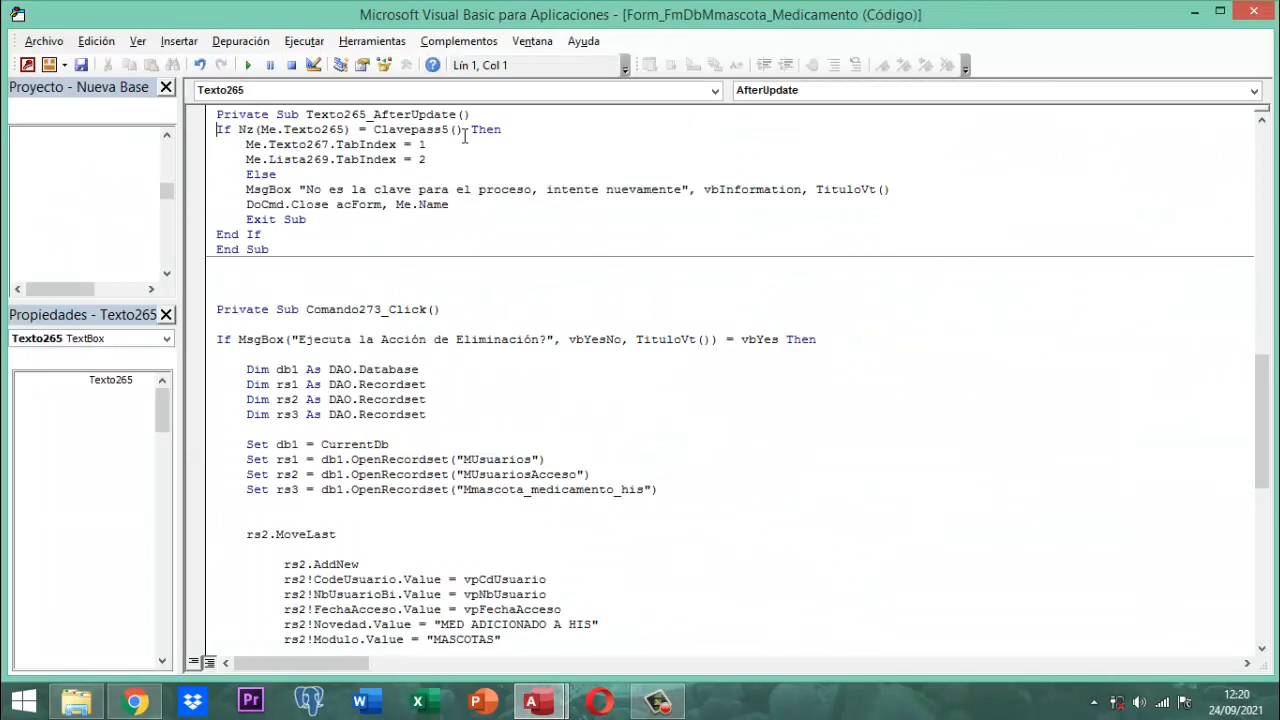 Microsoft Visual Basic para Aplicaciones - [Form_FmDbMmascota_Medicamento (Código)]
Archivo Edición Ver Insertar Depuración Ejecutar Herramientas Complementos Ventana Ayuda
Lín 1, Col 1
Proyecto - Nueva Base
Texto265 AfterUpdate
Private Sub Texto265_AfterUpdate()
If Nz(Me.Texto265) = Clavepass5() Then
Me.Texto267.TabIndex = 1
Me.Lista269.TabIndex = 2
Else
MsgBox "No es la clave para el proceso, intente nuevamente", vbInformation, TituloVt()
DoCmd.Close acForm, Me.Name
Exit Sub
End If
End Sub
Propiedades - Texto265
Texto265 TextBox
Texto265
Private Sub Comando273_Click()
If MsgBox("Ejecuta la Acción de Eliminación?", vbYesNo, TituloVt()) = vbYes Then
Dim db1 As DAO.Database
Dim rs1 As DAO.Recordset
Dim rs2 As DAO.Recordset
Dim rs3 As DAO.Recordset
Set db1 = CurrentDb
Set rs1 = db1.OpenRecordset("MUsuarios")
Set rs2 = db1.OpenRecordset("MUsuariosAcceso")
Set rs3 = db1.OpenRecordset("Mmascota_medicamento_his")
rs2.MoveLast
rs2.AddNew
rs2!CodeUsuario.Value = vpCdUsuario
rs2!NbUsuarioBi.Value = vpNbUsuario
rs2!FechaAcceso.Value = vpFechaAcceso
rs2!Novedad.Value = "MED ADICIONADO A HIS"
rs2!Modulo.Value = "MASCOTAS"
Pr
12:20
24/09/2021